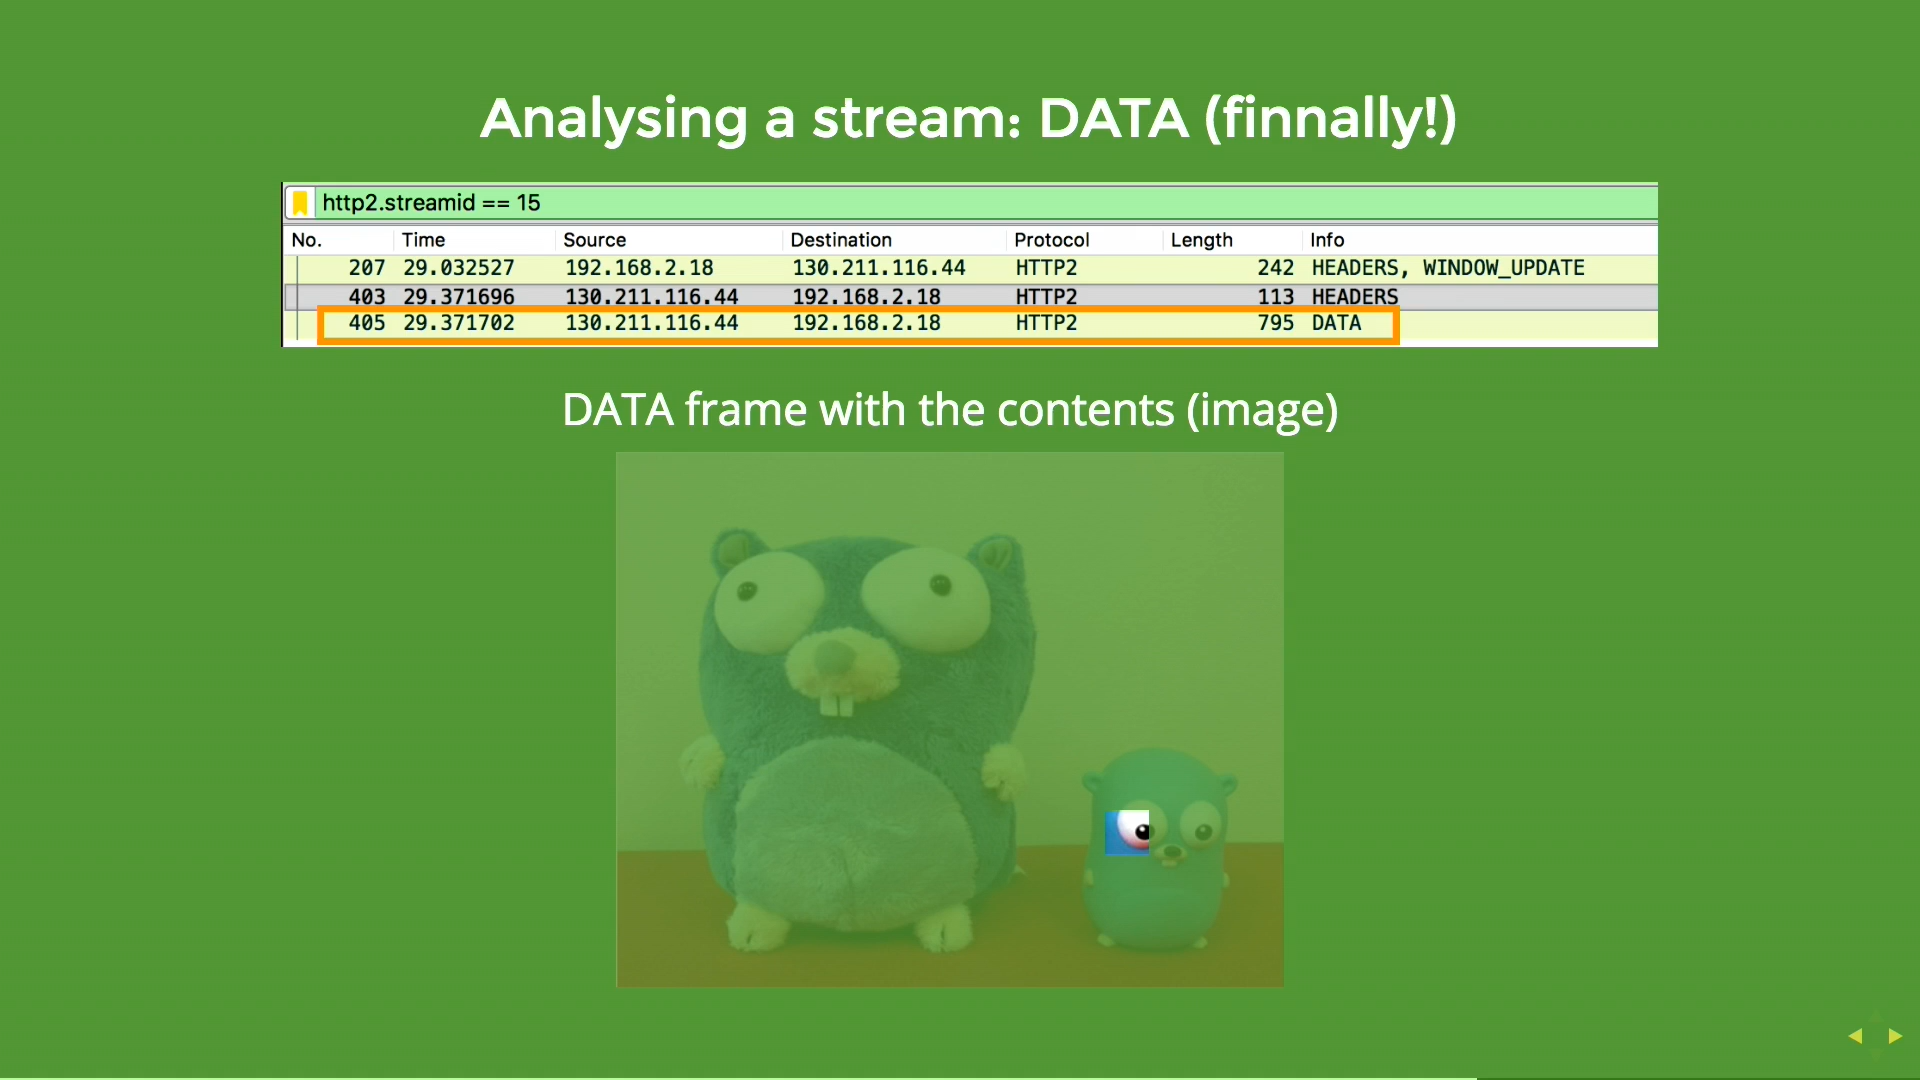 Analysing a stream: DATA (finnally!)
http2.streamid == 15
No. Time Source Destination Protocol Length Info
207 29.032527 192.168.2.18 130.211.116.44 HTTP2 242 HEADERS, WINDOW_UPDATE
403 29.371696 130.211.116.44 192.168.2.18 HTTP2 113 HEADERS
405 29.371702 130.211.116.44 192.168.2.18 HTTP2 795 DATA
DATA frame with the contents (image)